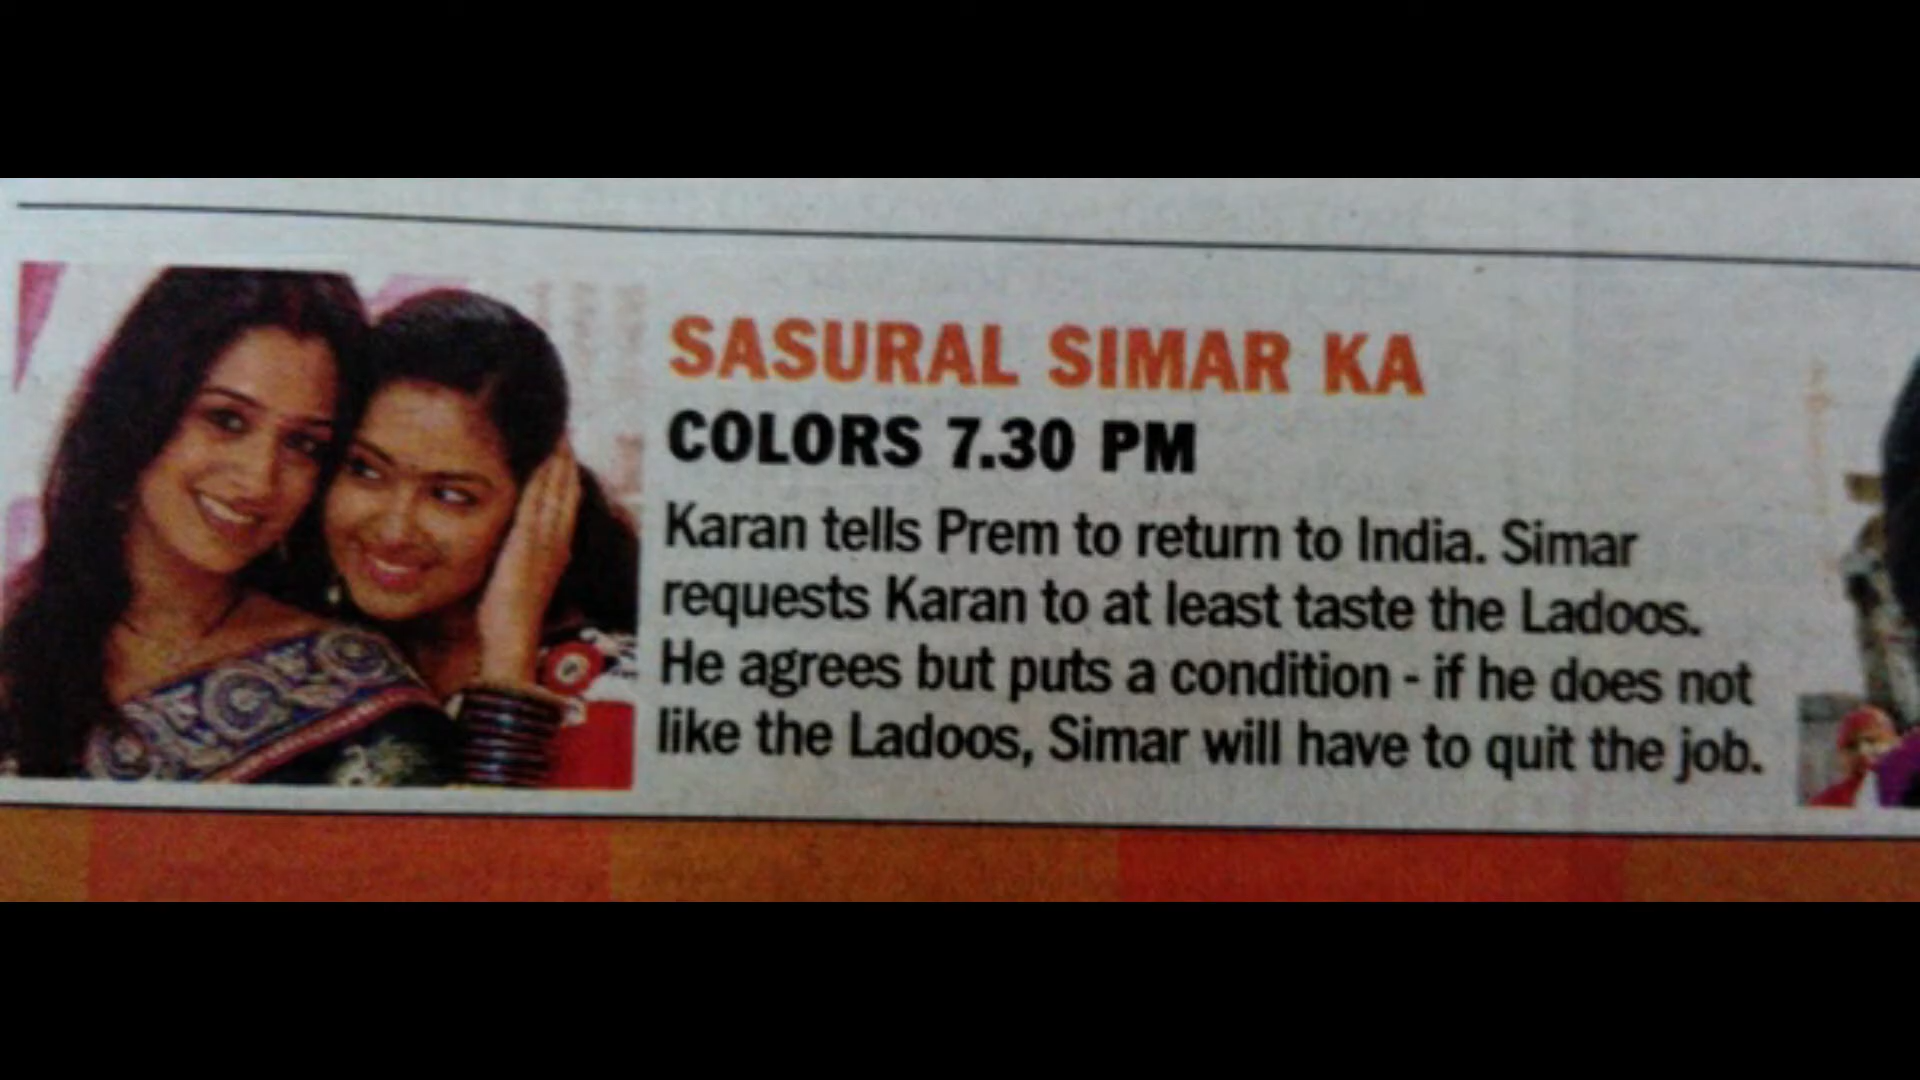 SASURAL SIMAR KA
COLORS 7.30 PM
Karan tells Prem to return to India. Simar
requests Karan to at least taste the Ladoos.
He agrees but puts a condition - if he does not
like the Ladoos, Simar will have to quit the job.